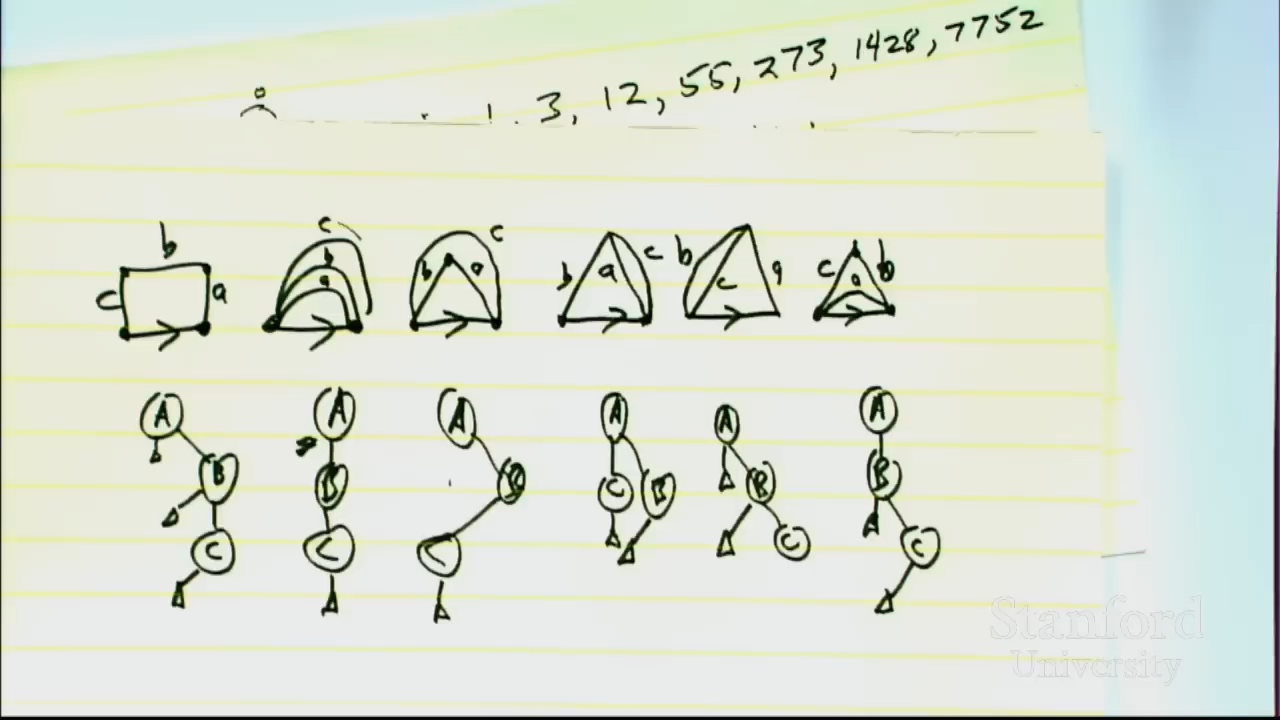 1, 3, 12, 55, 273, 1428, 7752
b c a
c b a
b a c
b a c
b c a
c a b
A A A A A A
B B B C B B B
C C C C C
Stanford
University